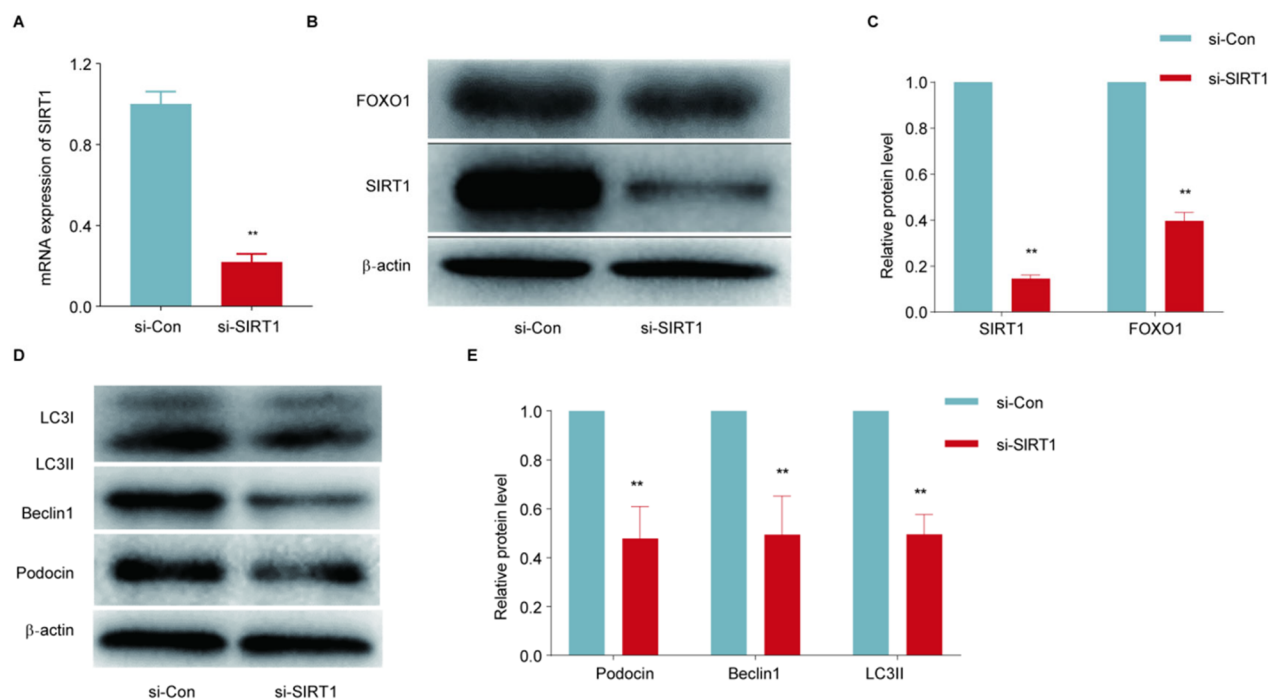 A
mRNA expression of SIRT1
1.2
0.8
0.4
0.0
**
si-Con
si-SIRT1
B
FOXO1
SIRT1
β-actin
si-Con
si-SIRT1
C
si-Con
si-SIRT1
Relative protein level
1.0
0.8
0.6
0.4
0.2
0.0
**
**
SIRT1
FOXO1
D
LC3I
LC3II
Beclin1
Podocin
β-actin
si-Con
si-SIRT1
E
si-Con
si-SIRT1
Relative protein level
1.0
0.8
0.6
0.4
0.2
0.0
**
**
**
Podocin
Beclin1
LC3II